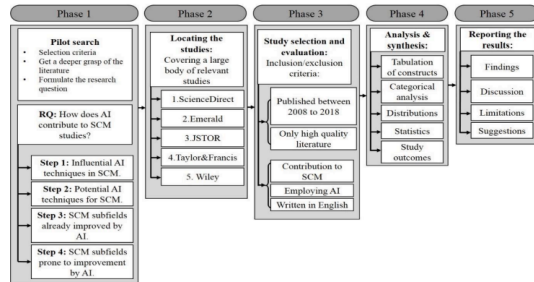 Phase 1
Pilot search
• Selection criteria
• Get a deeper grasp of the
literature
• Formulate the research
question
RQ: How does AI
contribute to SCM
studies?
Step 1: Influential AI
techniques in SCM.
Step 2: Potential AI
techniques for SCM.
Step 3: SCM subfields
already improved by
AI.
Step 4: SCM subfields
prone to improvement
by AI.
Phase 2
Locating the
studies:
Covering a large
body of relevant
studies
1.ScienceDirect
2.Emerald
3.JSTOR
4.Taylor&Francis
5. Wiley
Phase 3
Study selection and
evaluation:
Inclusion/exclusion
criteria:
Published between
2008 to 2018
Only high quality
literature
Contribution to
SCM
Employing AI
Written in English
Phase 4
Analysis &
synthesis:
Tabulation of
constructs
Categorical
analysis
Distributions
Statistics
Study
outcomes
Phase 5
Reporting the
results:
Findings
Discussion
Limitations
Suggestions